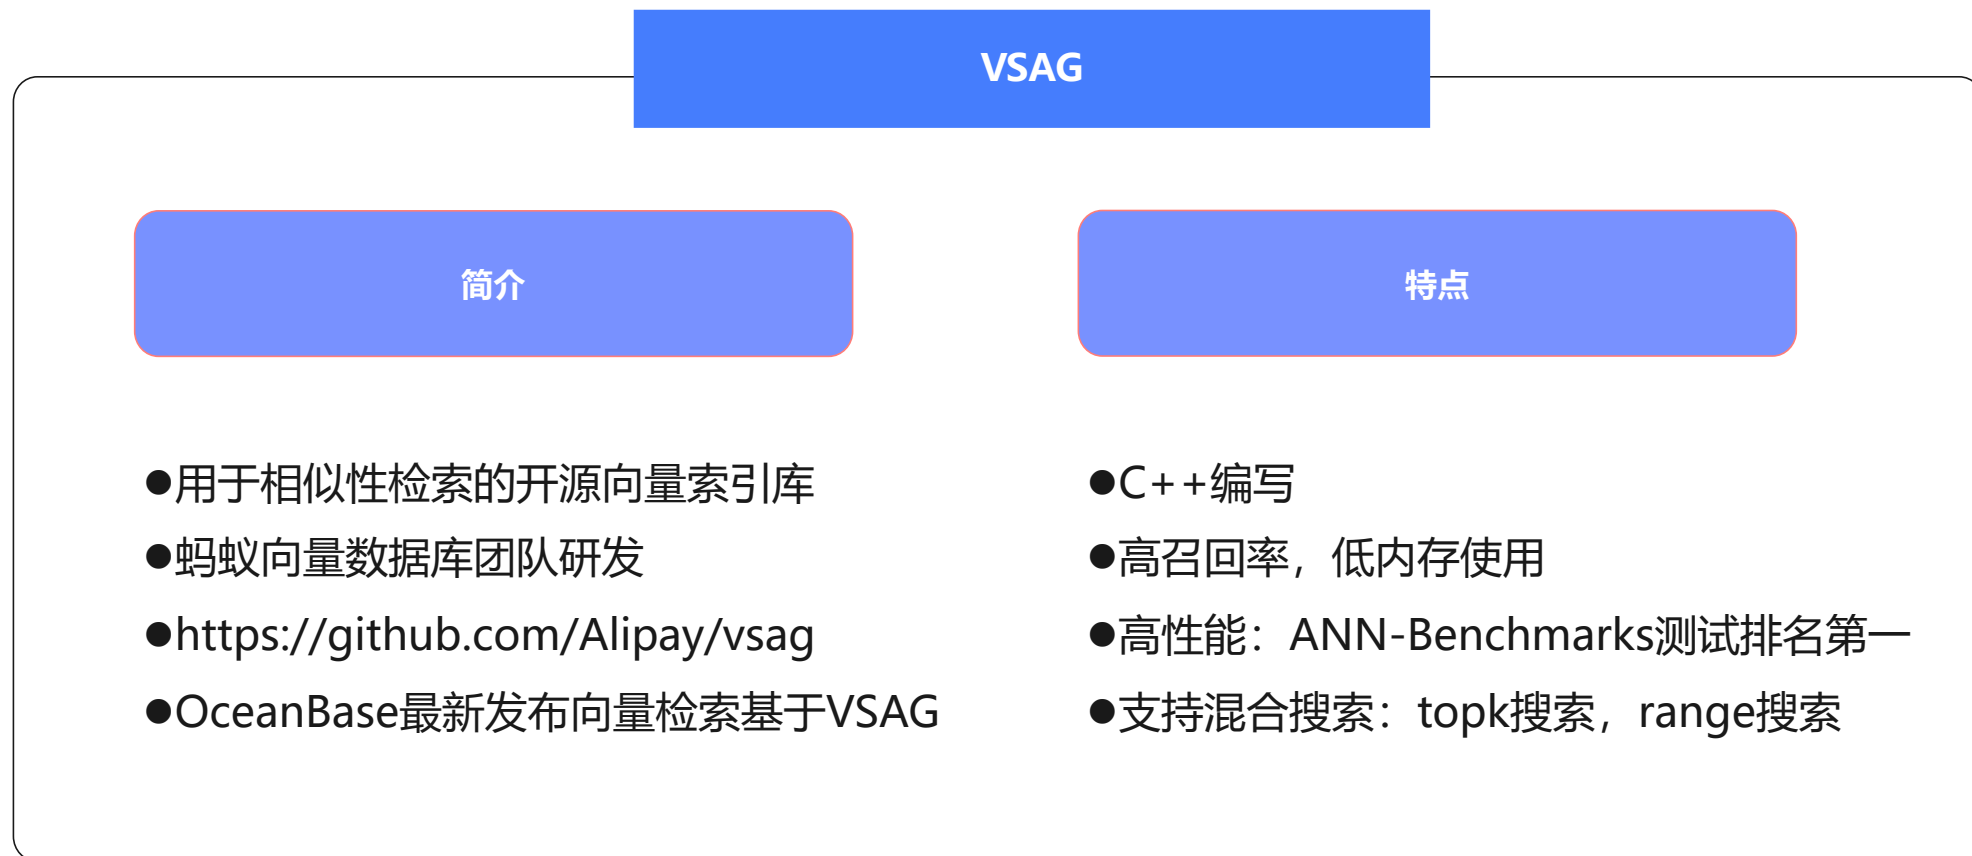 VSAG
简介
●用于相似性检索的开源向量索引库
●蚂蚁向量数据库团队研发
●https://github.com/Alipay/vsag
●OceanBase最新发布向量检索基于VSAG
特点
●C++编写
●高召回率，低内存使用
●高性能：ANN-Benchmarks测试排名第一
●支持混合搜索：topk搜索，range搜索